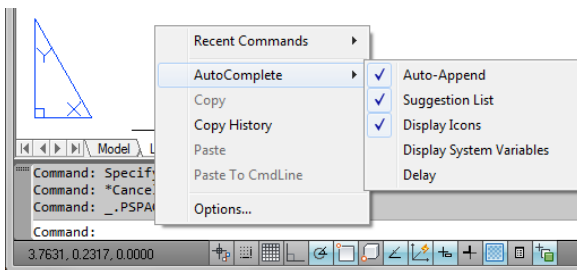 Y
X
Recent Commands
AutoComplete
Copy
Copy History
Paste
Paste To CmdLine
Options...
Auto-Append
Suggestion List
Display Icons
Display System Variables
Delay
Model
Command: Specify
Command: *Cance
Command: _.PSPA
Command:
3.7631, 0.2317, 0.0000